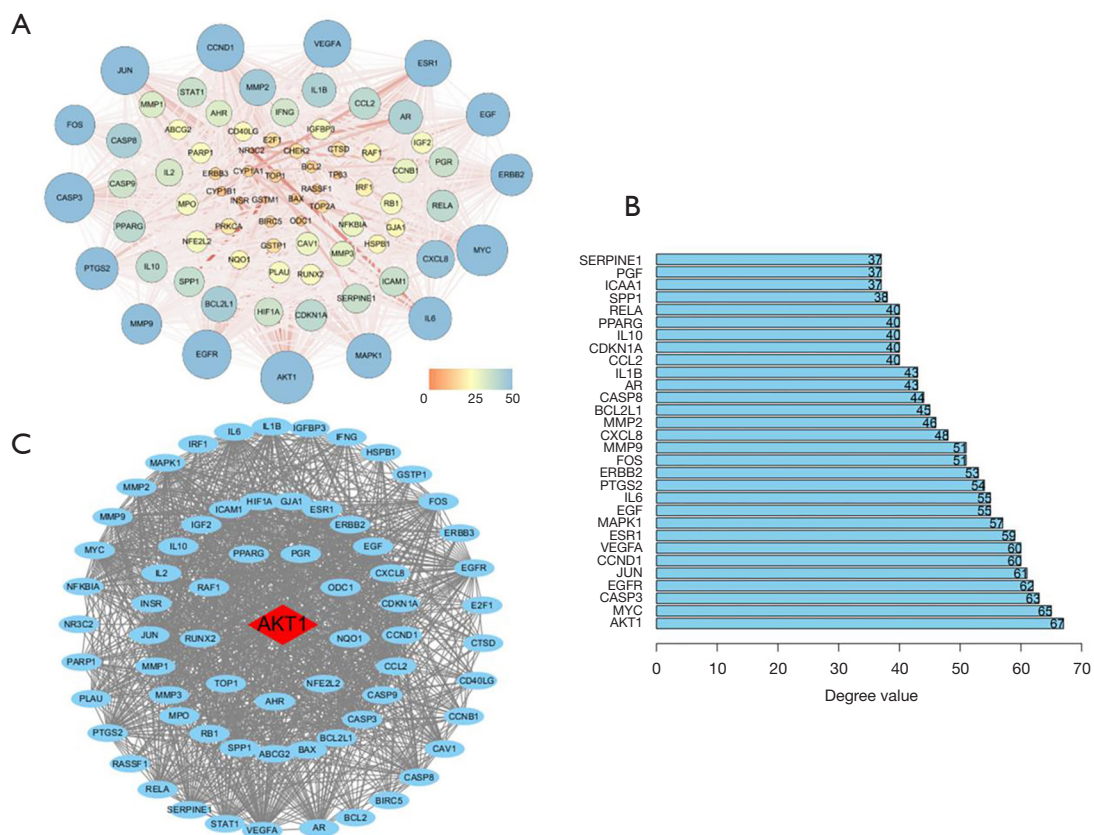 A
CCND1
VEGFA
JUN
ESR1
MMP2
IL1B
STAT1
CCL2
MMP1
AHR
IFNG
AR
EGF
FOS
ABCG2
CD40LG
IGFBP3
IGF2
CASP8
E2F1
CTSD
PARP1
NR3C2
CHEK2
RAF1
PGR
ERBB2
IL2
ERBB3
CYP1A1
TOP1
BCL2
TP63
CCNB1
CASP9
CASP3
CYP1B1
RASSF1
IRF1
MPO
INSR
GSTM1
BAX
TOP2A
RB1
RELA
PPARG
PRKCA
BIRC5
ODC1
NFKBIA
GJA1
MYC
NFE2L2
GSTP1
CAV1
HSPB1
PTGS2
IL10
NQO1
MMP3
CXCL8
SPP1
PLAU
RUNX2
ICAM1
BCL2L1
SERPINE1
MMP9
HIF1A
CDKN1A
IL6
EGFR
MAPK1
AKT1
0 25 50
B
SERPINE1 37
PGF 37
ICAA1 37
SPP1 38
RELA 40
PPARG 40
IL10 40
CDKN1A 40
CCL2 40
IL1B 43
AR 43
CASP8 44
BCL2L1 45
MMP2 46
CXCL8 48
MMP9 51
FOS 51
ERBB2 53
PTGS2 54
IL6 55
EGF 55
MAPK1 57
ESR1 59
VEGFA 60
CCND1 60
JUN 61
EGFR 62
CASP3 63
MYC 65
AKT1 67
0 10 20 30 40 50 60 70
Degree value
C
IL6
IL1B
IGFBP3
IFNG
IRF1
HSPB1
MAPK1
GSTP1
MMP2
HIF1A
GJA1
FOS
ICAM1
ESR1
MMP9
IGF2
ERBB2
ERBB3
MYC
IL10
PPARG
PGR
EGF
EGFR
IL2
CXCL8
NFKBIA
RAF1
ODC1
INSR
CDKN1A
E2F1
NR3C2
AKT1
JUN
RUNX2
NQO1
CCND1
CTSD
PARP1
MMP1
CCL2
CD40LG
TOP1
NFE2L2
PLAU
MMP3
AHR
CASP9
CCNB1
MPO
CASP3
PTGS2
RB1
BCL2L1
SPP1
ABCG2
BAX
CAV1
RASSF1
CASP8
RELA
BIRC5
SERPINE1
BCL2
STAT1
VEGFA
AR